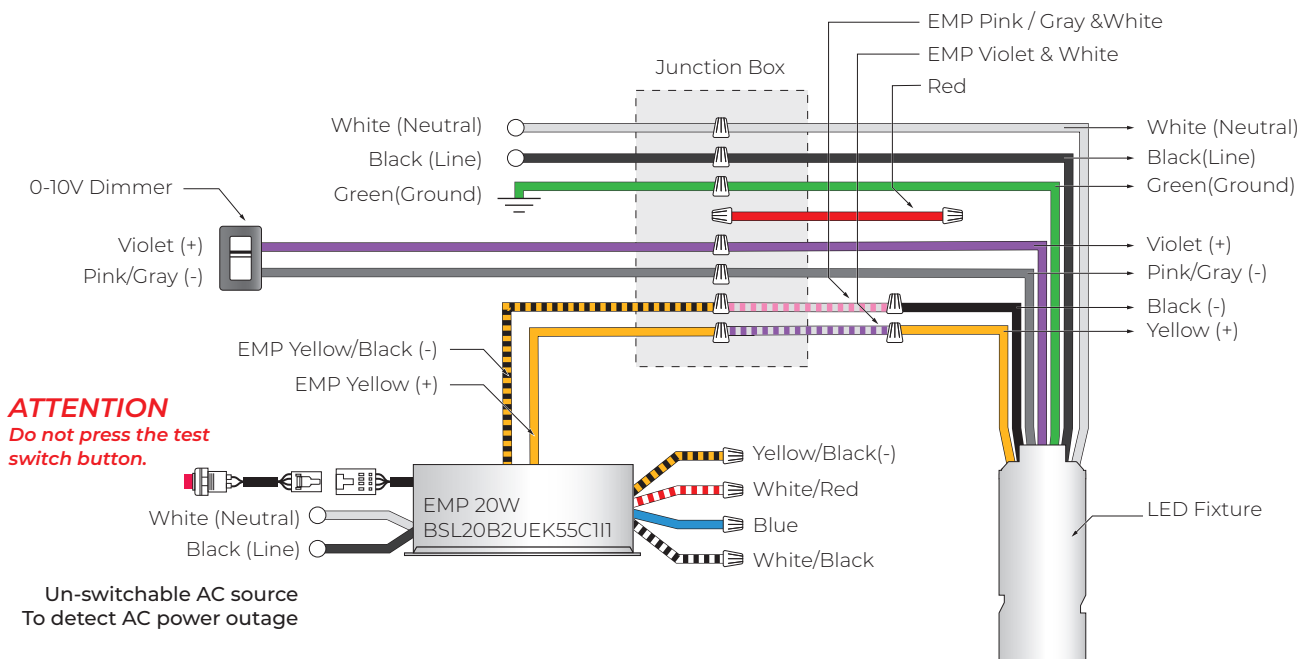 EMP Pink / Gray &White
EMP Violet & White
Red
Junction Box
White (Neutral)
Black (Line)
Green(Ground)
0-10V Dimmer
Violet (+)
Pink/Gray (-)
White (Neutral)
Black(Line)
Green(Ground)
Violet (+)
Pink/Gray (-)
Black (-)
Yellow (+)
EMP Yellow/Black (-)
EMP Yellow (+)
ATTENTION
Do not press the test
switch button.
White (Neutral)
Black (Line)
EMP 20W
BSL20B2UEK55C1I1
Yellow/Black(-)
White/Red
Blue
White/Black
LED Fixture
Un-switchable AC source
To detect AC power outage